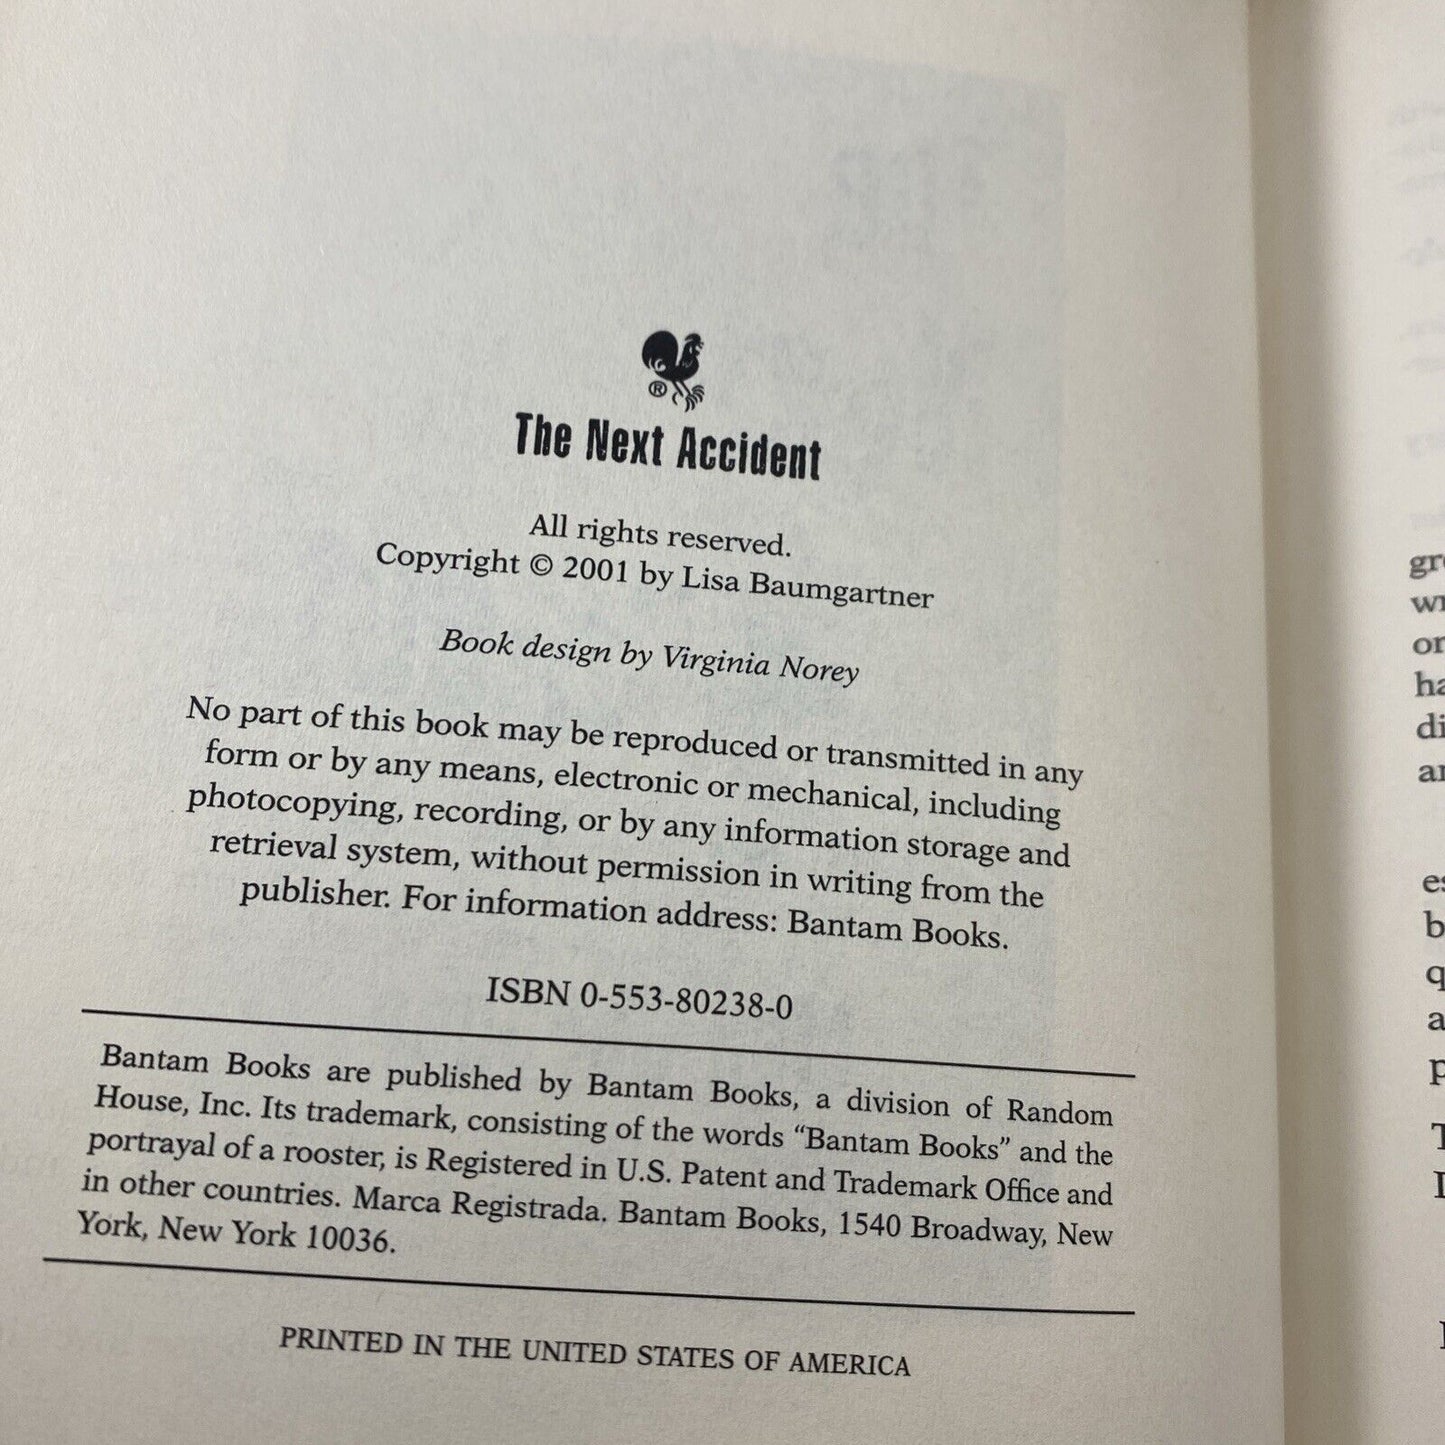 ®
The Next Accident
All rights reserved.
Copyright © 2001 by Lisa Baumgartner
Book design by Virginia Norey
No part of this book may be reproduced or transmitted in any
form or by any means, electronic or mechanical, including
photocopying, recording, or by any information storage and
retrieval system, without permission in writing from the
publisher. For information address: Bantam Books.
ISBN 0-553-80238-0
Bantam Books are published by Bantam Books, a division of Random
House, Inc. Its trademark, consisting of the words “Bantam Books” and the
portrayal of a rooster, is Registered in U.S. Patent and Trademark Office and
in other countries. Marca Registrada. Bantam Books, 1540 Broadway, New
York, New York 10036.
PRINTED IN THE UNITED STATES OF AMERICA